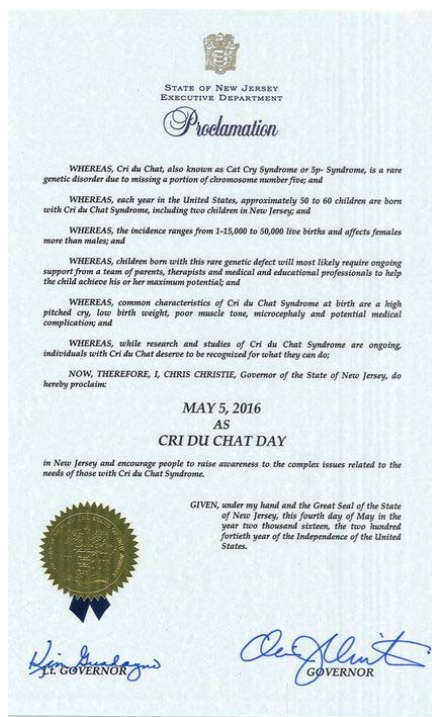 STATE OF NEW JERSEY
EXECUTIVE DEPARTMENT
Proclamation
WHEREAS, Cri du Chat, also known as Cat Cry Syndrome or 5p- Syndrome, is a rare
genetic disorder due to missing a portion of chromosome number five; and
WHEREAS, each year in the United States, approximately 50 to 60 children are born
with Cri du Chat Syndrome, including two children in New Jersey; and
WHEREAS, the incidence ranges from 1-15,000 to 50,000 live births and affects females
more than males; and
WHEREAS, children born with this rare genetic defect will most likely require ongoing
support from a team of parents, therapists and medical and educational professionals to help
the child achieve his or her maximum potential; and
WHEREAS, common characteristics of Cri du Chat Syndrome at birth are a high
pitched cry, low birth weight, poor muscle tone, microcephaly and potential medical
complication; and
WHEREAS, while research and studies of Cri du Chat Syndrome are ongoing,
individuals with Cri du Chat deserve to be recognized for what they can do;
NOW, THEREFORE, I, CHRIS CHRISTIE, Governor of the State of New Jersey, do
hereby proclaim:
MAY 5, 2016
AS
CRI DU CHAT DAY
in New Jersey and encourage people to raise awareness to the complex issues related to the
needs of those with Cri du Chat Syndrome.
GIVEN, under my hand and the Great Seal of the State
of New Jersey, this fourth day of May in the
year two thousand sixteen, the two hundred
fortieth year of the Independence of the United
States.
Kim Guadagno
Lt. GOVERNOR
GOVERNOR